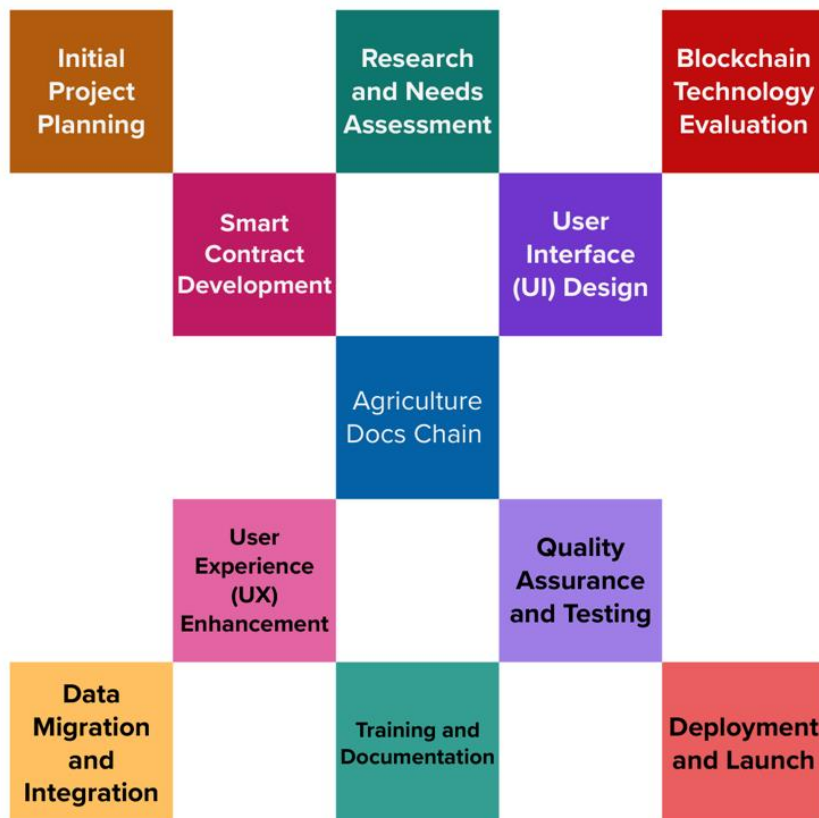 Initial
Project
Planning
Research
and Needs
Assessment
Blockchain
Technology
Evaluation
Smart
Contract
Development
User
Interface
(UI) Design
Agriculture
Docs Chain
User
Experience
(UX)
Enhancement
Quality
Assurance
and Testing
Data
Migration
and
Integration
Training and
Documentation
Deployment
and Launch